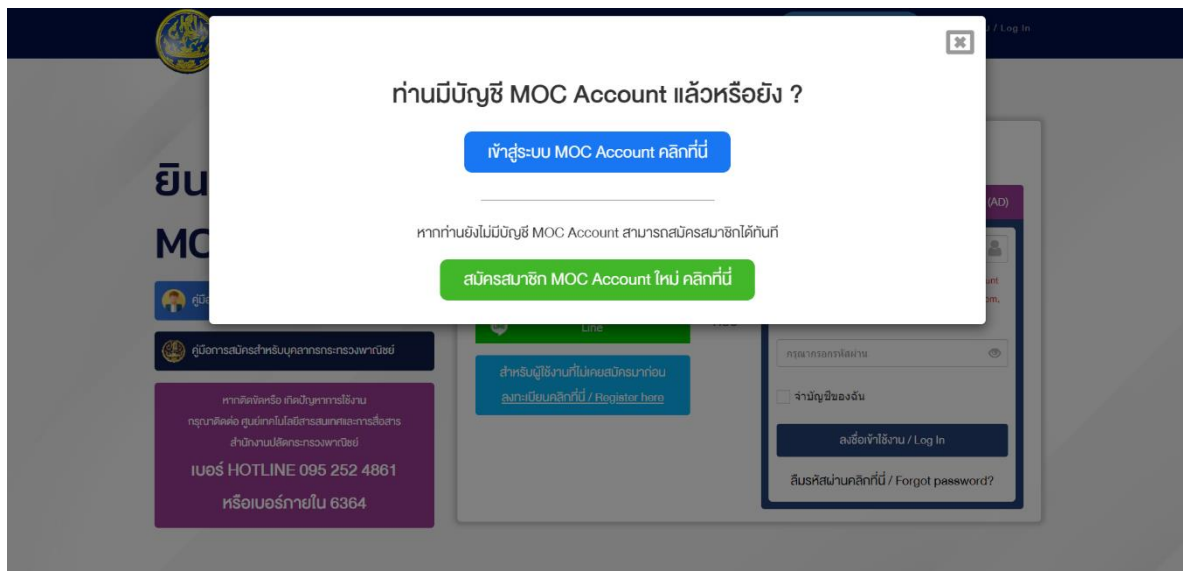 / Log In
ท่านมีบัญชี MOC Account แล้วหรือยัง ?
เข้าสู่ระบบ MOC Account คลิกที่นี่
หากท่านยังไม่มีบัญชี MOC Account สามารถสมัครสมาชิกได้ทันที
สมัครสมาชิก MOC Account ใหม่ คลิกที่นี่
ยิน
MO
(AD)
คู่มือการสมัครสำหรับบุคลากรกระทรวงพาณิชย์
หากติดขัดหรือ เกิดปัญหาการใช้งาน
กรุณาติดต่อ ศูนย์เทคโนโลยีสารสนเทศและการสื่อสาร
สำนักงานปลัดกระทรวงพาณิชย์
เบอร์ HOTLINE 095 252 4861
หรือเบอร์ภายใน 6364
Line
สำหรับผู้ใช้งานที่ไม่เคยสมัครมาก่อน
ลงทะเบียนคลิกที่นี่ / Register here
กรุณากรอกรหัสผ่าน
จำบัญชีของฉัน
ลงชื่อเข้าใช้งาน / Log In
ลืมรหัสผ่านคลิกที่นี่ / Forgot password?